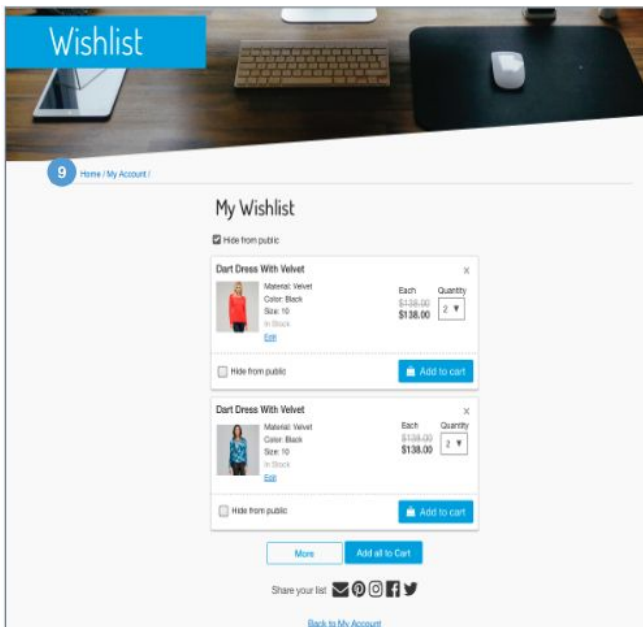 Wishlist
9 Home / My Account /
My Wishlist
Hide from public
Dart Dress With Velvet x
Material: Velvet
Color: Black
Size: 10
In Stock
Edit
Each Quantity
$138.00
$138.00
2
Hide from public
Add to cart
Dart Dress With Velvet x
Material: Velvet
Color: Black
Size: 10
In Stock
Edit
Each Quantity
$138.00
$138.00
2
Hide from public
Add to cart
More Add all to Cart
Share your list
Back to My Account